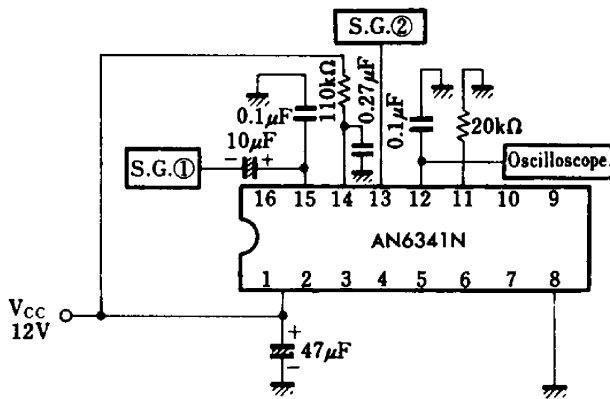 S.G.②
0.1μF
110kΩ
0.27μF
0.1μF
20kΩ
10μF
− +
S.G.①
Oscilloscope
16 15 14 13 12 11 10 9
AN6341N
1 2 3 4 5 6 7 8
VCC
12V
+
47μF
−